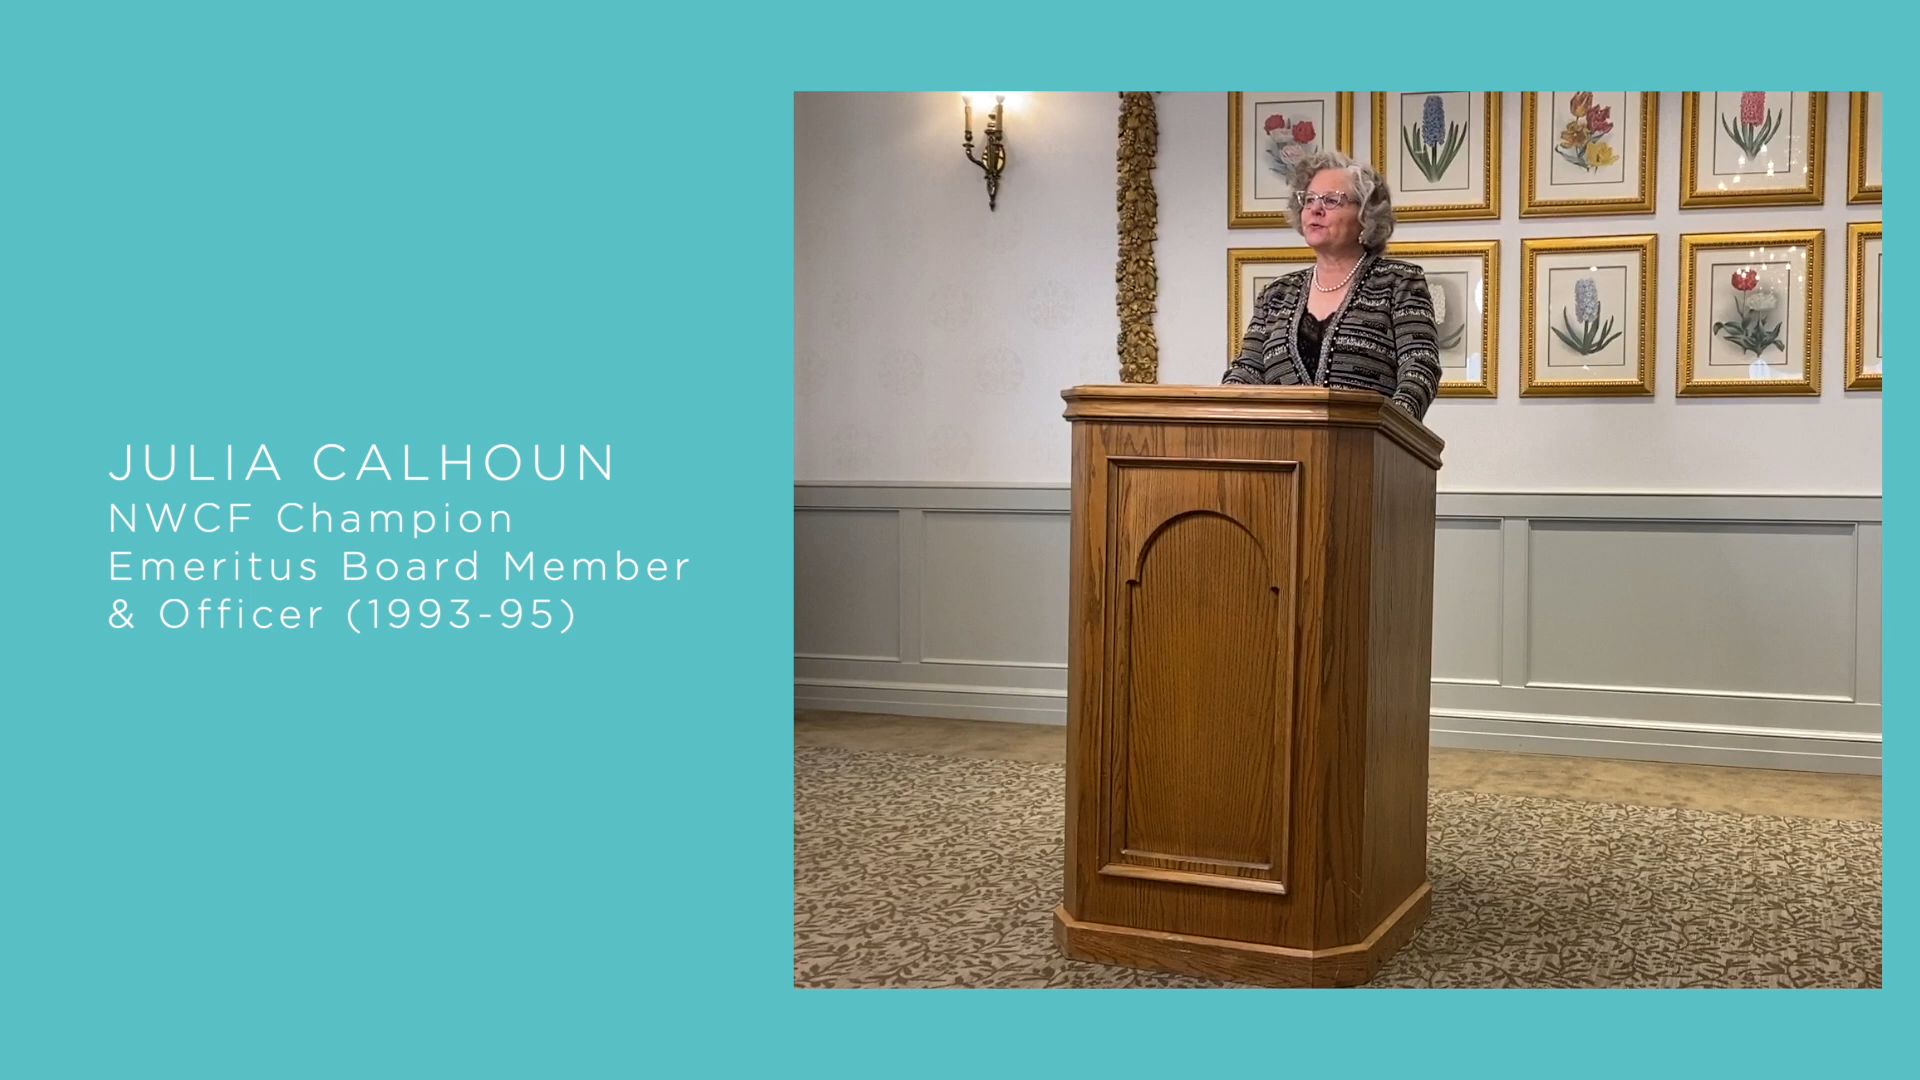 JULIA CALHOUN
NWCF Champion
Emeritus Board Member
& Officer (1993-95)